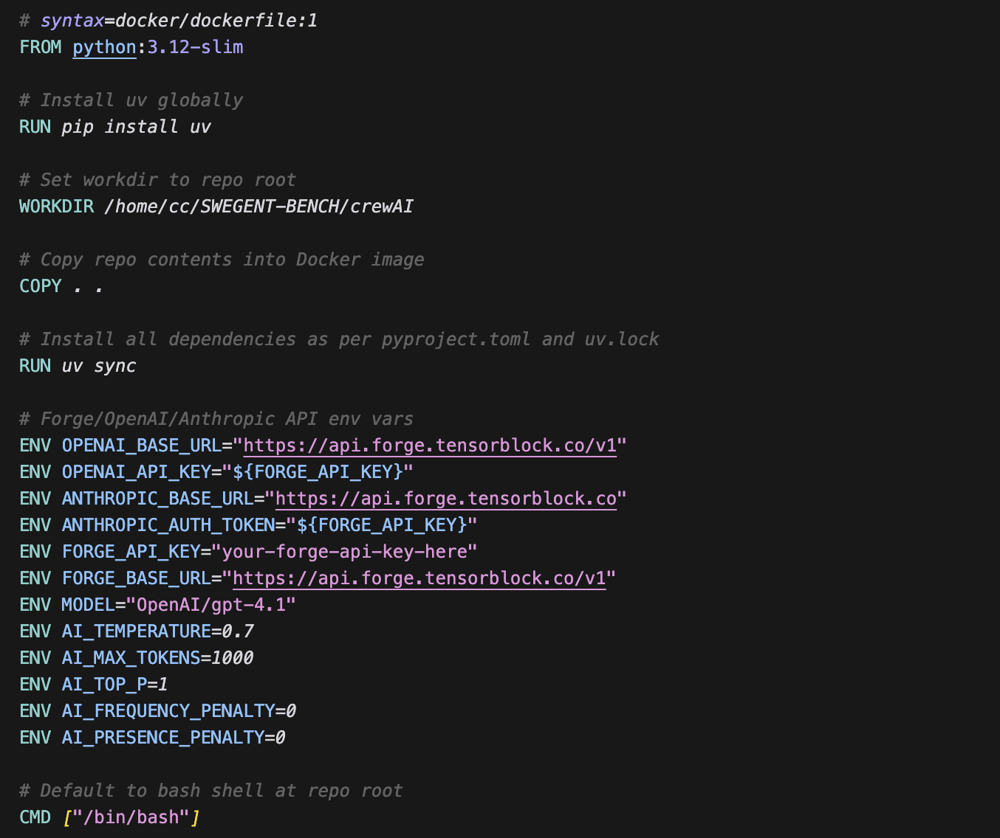 # syntax=docker/dockerfile:1
FROM python:3.12-slim

# Install uv globally
RUN pip install uv

# Set workdir to repo root
WORKDIR /home/cc/SWEGENT-BENCH/crewAI

# Copy repo contents into Docker image
COPY . .

# Install all dependencies as per pyproject.toml and uv.lock
RUN uv sync

# Forge/OpenAI/Anthropic API env vars
ENV OPENAI_BASE_URL="https://api.forge.tensorblock.co/v1"
ENV OPENAI_API_KEY="${FORGE_API_KEY}"
ENV ANTHROPIC_BASE_URL="https://api.forge.tensorblock.co"
ENV ANTHROPIC_AUTH_TOKEN="${FORGE_API_KEY}"
ENV FORGE_API_KEY="your-forge-api-key-here"
ENV FORGE_BASE_URL="https://api.forge.tensorblock.co/v1"
ENV MODEL="OpenAI/gpt-4.1"
ENV AI_TEMPERATURE=0.7
ENV AI_MAX_TOKENS=1000
ENV AI_TOP_P=1
ENV AI_FREQUENCY_PENALTY=0
ENV AI_PRESENCE_PENALTY=0

# Default to bash shell at repo root
CMD ["/bin/bash"]